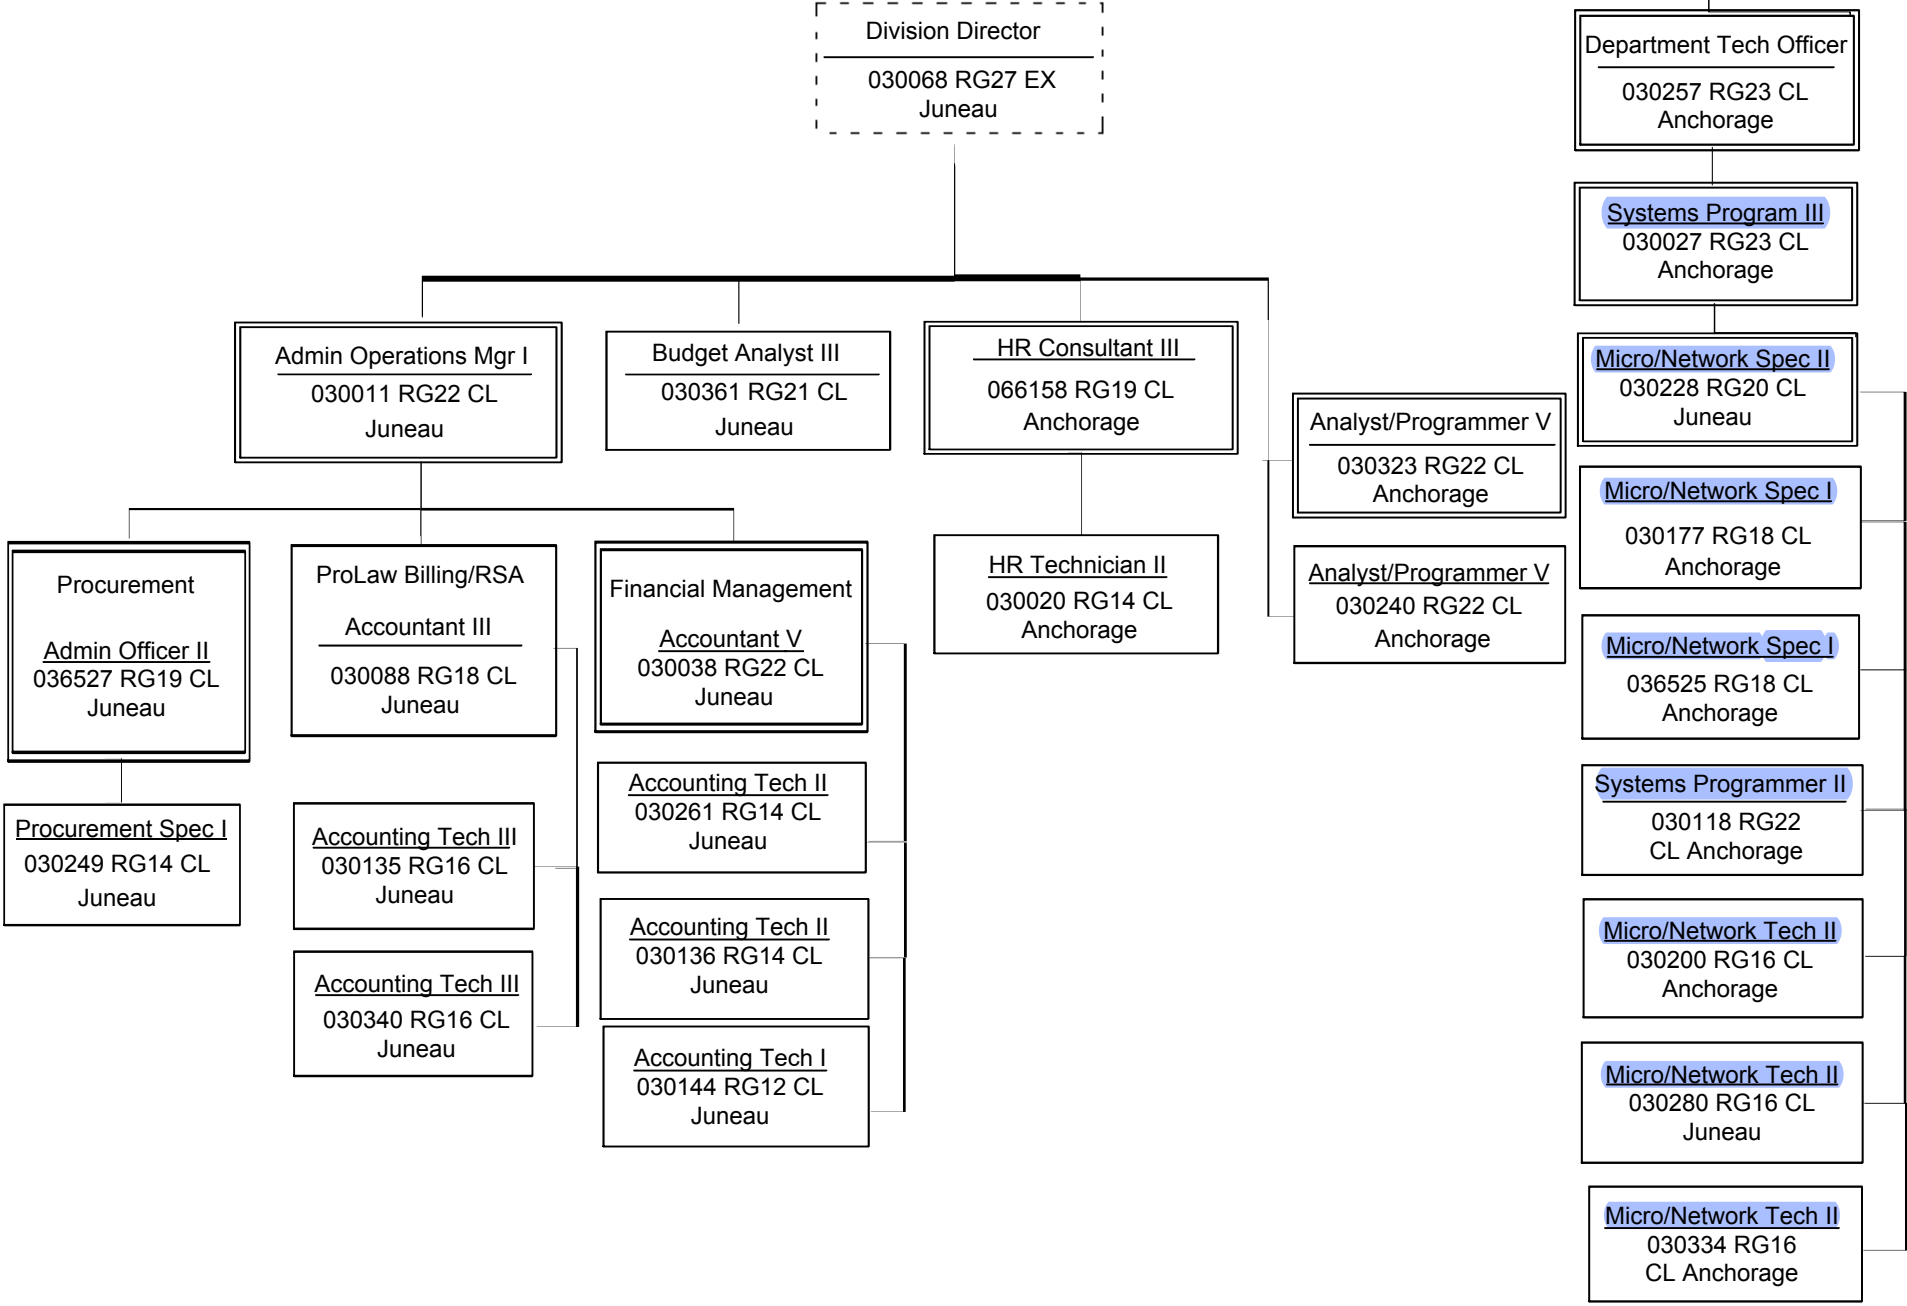 Division Director
030068 RG27 EX
Juneau
Department Tech Officer
030257 RG23 CL
Anchorage
Systems Program III
030027 RG23 CL
Anchorage
Admin Operations Mgr I
030011 RG22 CL
Juneau
Budget Analyst III
030361 RG21 CL
Juneau
HR Consultant III
066158 RG19 CL
Anchorage
Analyst/Programmer V
030323 RG22 CL
Anchorage
Micro/Network Spec II
030228 RG20 CL
Juneau
Micro/Network Spec I
030177 RG18 CL
Anchorage
Procurement
Admin Officer II
036527 RG19 CL
Juneau
ProLaw Billing/RSA
Accountant III
030088 RG18 CL
Juneau
Financial Management
Accountant V
030038 RG22 CL
Juneau
HR Technician II
030020 RG14 CL
Anchorage
Analyst/Programmer V
030240 RG22 CL
Anchorage
Micro/Network Spec I
036525 RG18 CL
Anchorage
Procurement Spec I
030249 RG14 CL
Juneau
Accounting Tech III
030135 RG16 CL
Juneau
Accounting Tech II
030261 RG14 CL
Juneau
Systems Programmer II
030118 RG22
CL Anchorage
Accounting Tech III
030340 RG16 CL
Juneau
Accounting Tech II
030136 RG14 CL
Juneau
Micro/Network Tech II
030200 RG16 CL
Anchorage
Accounting Tech I
030144 RG12 CL
Juneau
Micro/Network Tech II
030280 RG16 CL
Juneau
Micro/Network Tech II
030334 RG16
CL Anchorage